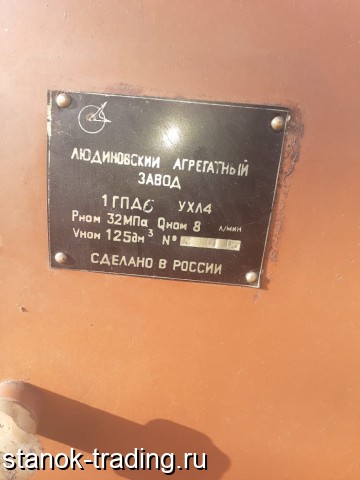 ЛЮДИНОВСКИЙ АГРЕГАТНЫЙ
ЗАВОД
1ГПД6 УХЛ4
Рном 32МПа Qном 8 л/мин
Vном 125дм³ №
СДЕЛАНО В РОССИИ
stanok-trading.ru